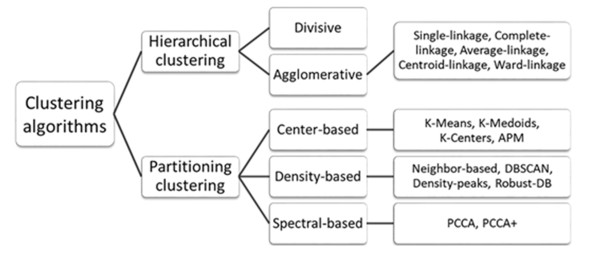 Clustering
algorithms
Hierarchical
clustering
Divisive
Agglomerative
Single-linkage, Complete-
linkage, Average-linkage,
Centroid-linkage, Ward-linkage
Partitioning
clustering
Center-based
K-Means, K-Medoids,
K-Centers, APM
Density-based
Neighbor-based, DBSCAN,
Density-peaks, Robust-DB
Spectral-based
PCCA, PCCA+